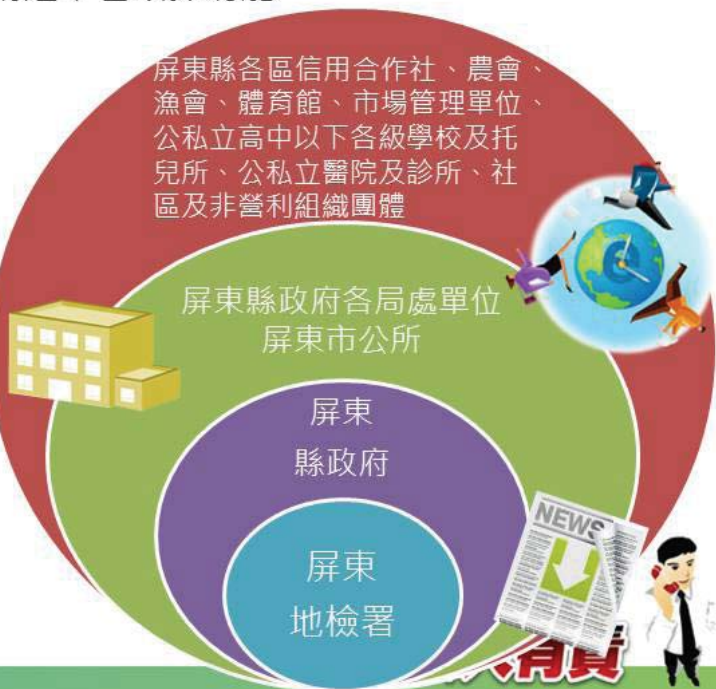 屏東縣各區信用合作社、農會、
漁會、體育館、市場管理單位、
公私立高中以下各級學校及托
兒所、公私立醫院及診所、社
區及非營利組織團體
屏東縣政府各局處單位
屏東市公所
屏東
縣政府
NEWS
屏東
地檢署
有責